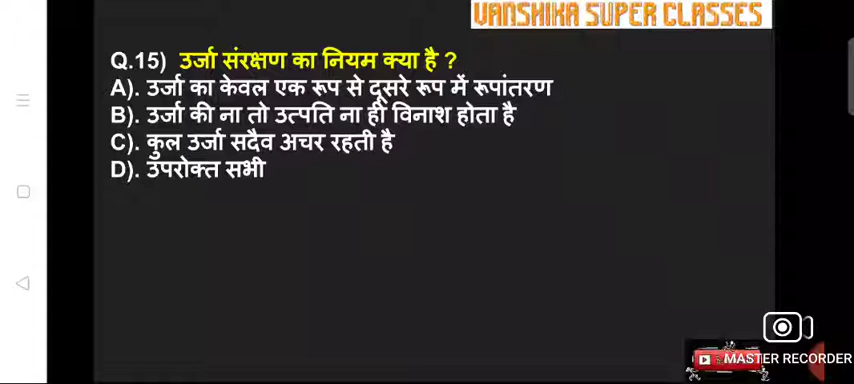 VANSHIKA SUPER CLASSES
Q.15) उर्जा संरक्षण का नियम क्या है ?
A). उर्जा का केवल एक रूप से दूसरे रूप में रूपांतरण
B). उर्जा की ना तो उत्पति ना ही विनाश होता है
C). कुल उर्जा सदैव अचर रहती है
D). उपरोक्त सभी
MASTER RECORDER